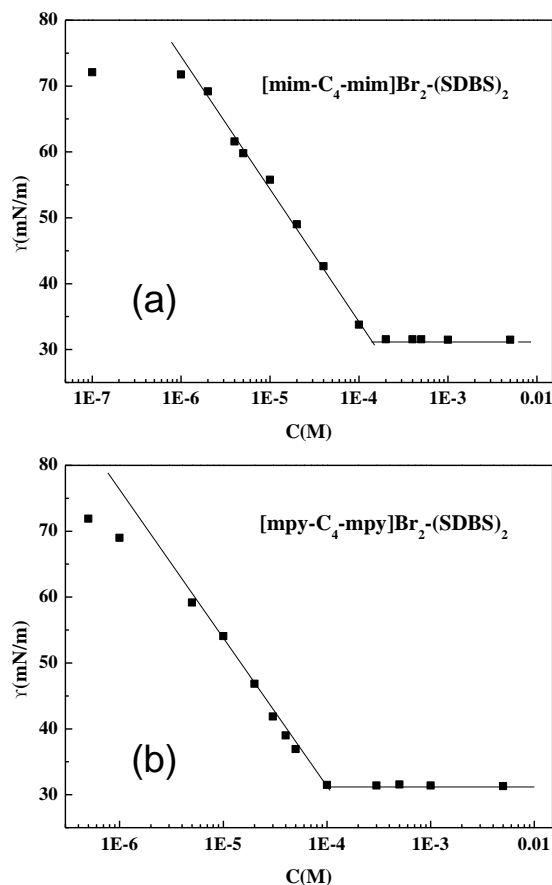 80
70
60
50
40
30
ϒ(mN/m)
[mim-C₄-mim]Br₂-(SDBS)₂
(a)
1E-7 1E-6 1E-5 1E-4 1E-3 0.01
C(M)
80
70
60
50
40
30
ϒ(mN/m)
[mpy-C₄-mpy]Br₂-(SDBS)₂
(b)
1E-6 1E-5 1E-4 1E-3 0.01
C(M)